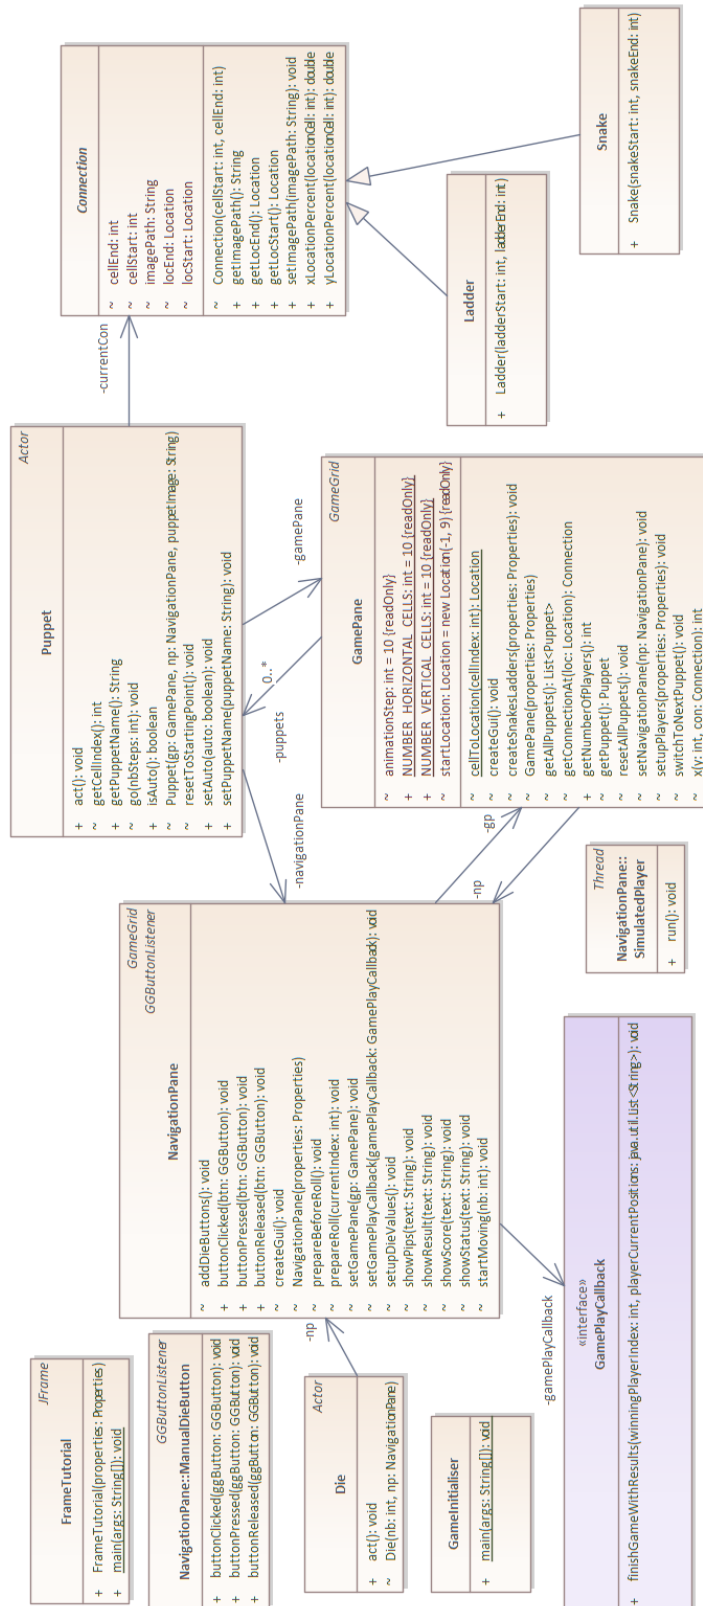 JFrame
FrameTutorial
+ FrameTutorial(properties: Properties)
+ main(args: String[]): void
GGButtonListener
NavigationPane::ManualDieButton
+ buttonClicked(ggButton: GGButton): void
+ buttonPressed(ggButton: GGButton): void
+ buttonReleased(ggButton: GGButton): void
Actor
Die
+ act(): void
~ Die(nb: int, np: NavigationPane)
GameInitialiser
+ main(args: String[]): void
-np
GameGrid
GGButtonListener
NavigationPane
~ addDieButtons(): void
+ buttonClicked(btn: GGButton): void
+ buttonPressed(btn: GGButton): void
+ buttonReleased(btn: GGButton): void
~ createGui(): void
~ NavigationPane(properties: Properties)
~ prepareBeforeRoll(): void
~ prepareRoll(currentIndex: int): void
~ setGamePane(gp: GamePane): void
~ setGamePlayCallback(gamePlayCallback: GamePlayCallback): void
~ setupDieValues(): void
~ showPips(text: String): void
~ showResult(text: String): void
~ showScore(text: String): void
~ showStatus(text: String): void
~ startMoving(nb: int): void
-gamePlayCallback
«interface»
GamePlayCallback
+ finishGameWithResults(winningPlayerIndex: int, playerCurrentPositions: java.util.List<String>): void
Thread
NavigationPane::
SimulatedPlayer
+ run(): void
-navigationPane
-np
-gp
Actor
Puppet
+ act(): void
~ getCellIndex(): int
+ getPuppetName(): String
~ go(nbSteps: int): void
+ isAuto(): boolean
~ Puppet(gp: GamePane, np: NavigationPane, puppetImage: String)
~ resetToStartingPoint(): void
+ setAuto(auto: boolean): void
+ setPuppetName(puppetName: String): void
-puppets
0..*
-gamePane
-currentCon
GameGrid
GamePane
~ animationStep: int = 10 {readOnly}
+ NUMBER_HORIZONTAL_CELLS: int = 10 {readOnly}
+ NUMBER_VERTICAL_CELLS: int = 10 {readOnly}
~ startLocation: Location = new Location(-1, 9) {readOnly}
~ cellToLocation(cellIndex: int): Location
~ createGui(): void
~ createSnakesLadders(properties: Properties): void
~ GamePane(properties: Properties)
~ getAllPuppets(): List<Puppet>
~ getConnectionAt(loc: Location): Connection
+ getNumberOfPlayers(): int
~ getPuppet(): Puppet
~ resetAllPuppets(): void
~ setNavigationPane(np: NavigationPane): void
~ setupPlayers(properties: Properties): void
~ switchToNextPuppet(): void
~ x(y: int, con: Connection): int
Connection
~ cellEnd: int
~ cellStart: int
~ imagePath: String
~ locEnd: Location
~ locStart: Location
~ Connection(cellStart: int, cellEnd: int)
+ getImagePath(): String
+ getLocEnd(): Location
+ getLocStart(): Location
+ setImagePath(imagePath: String): void
+ xLocationPercent(locationCell: int): double
+ yLocationPercent(locationCell: int): double
Ladder
+ Ladder(ladderStart: int, ladderEnd: int)
Snake
+ Snake(snakeStart: int, snakeEnd: int)